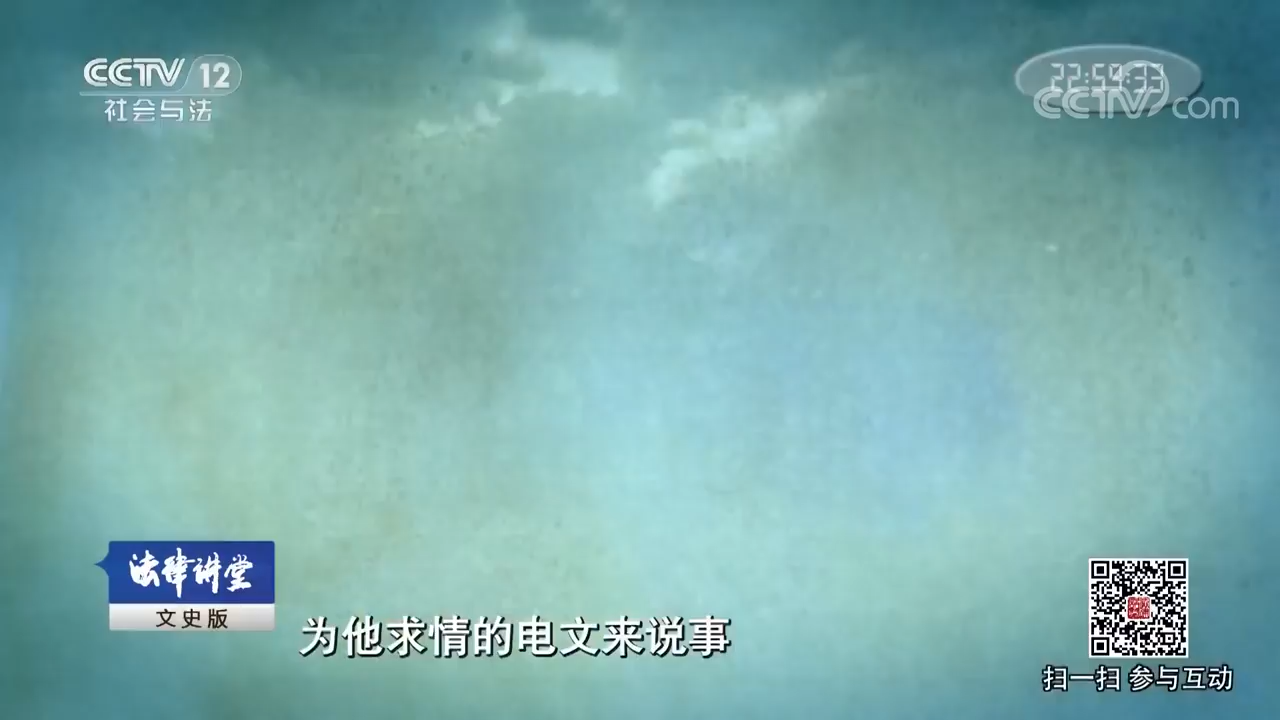 CCTV 12
社会与法
22:59:33
CCTV.com
法律讲堂
文史版
为他求情的电文来说事
扫一扫 参与互动